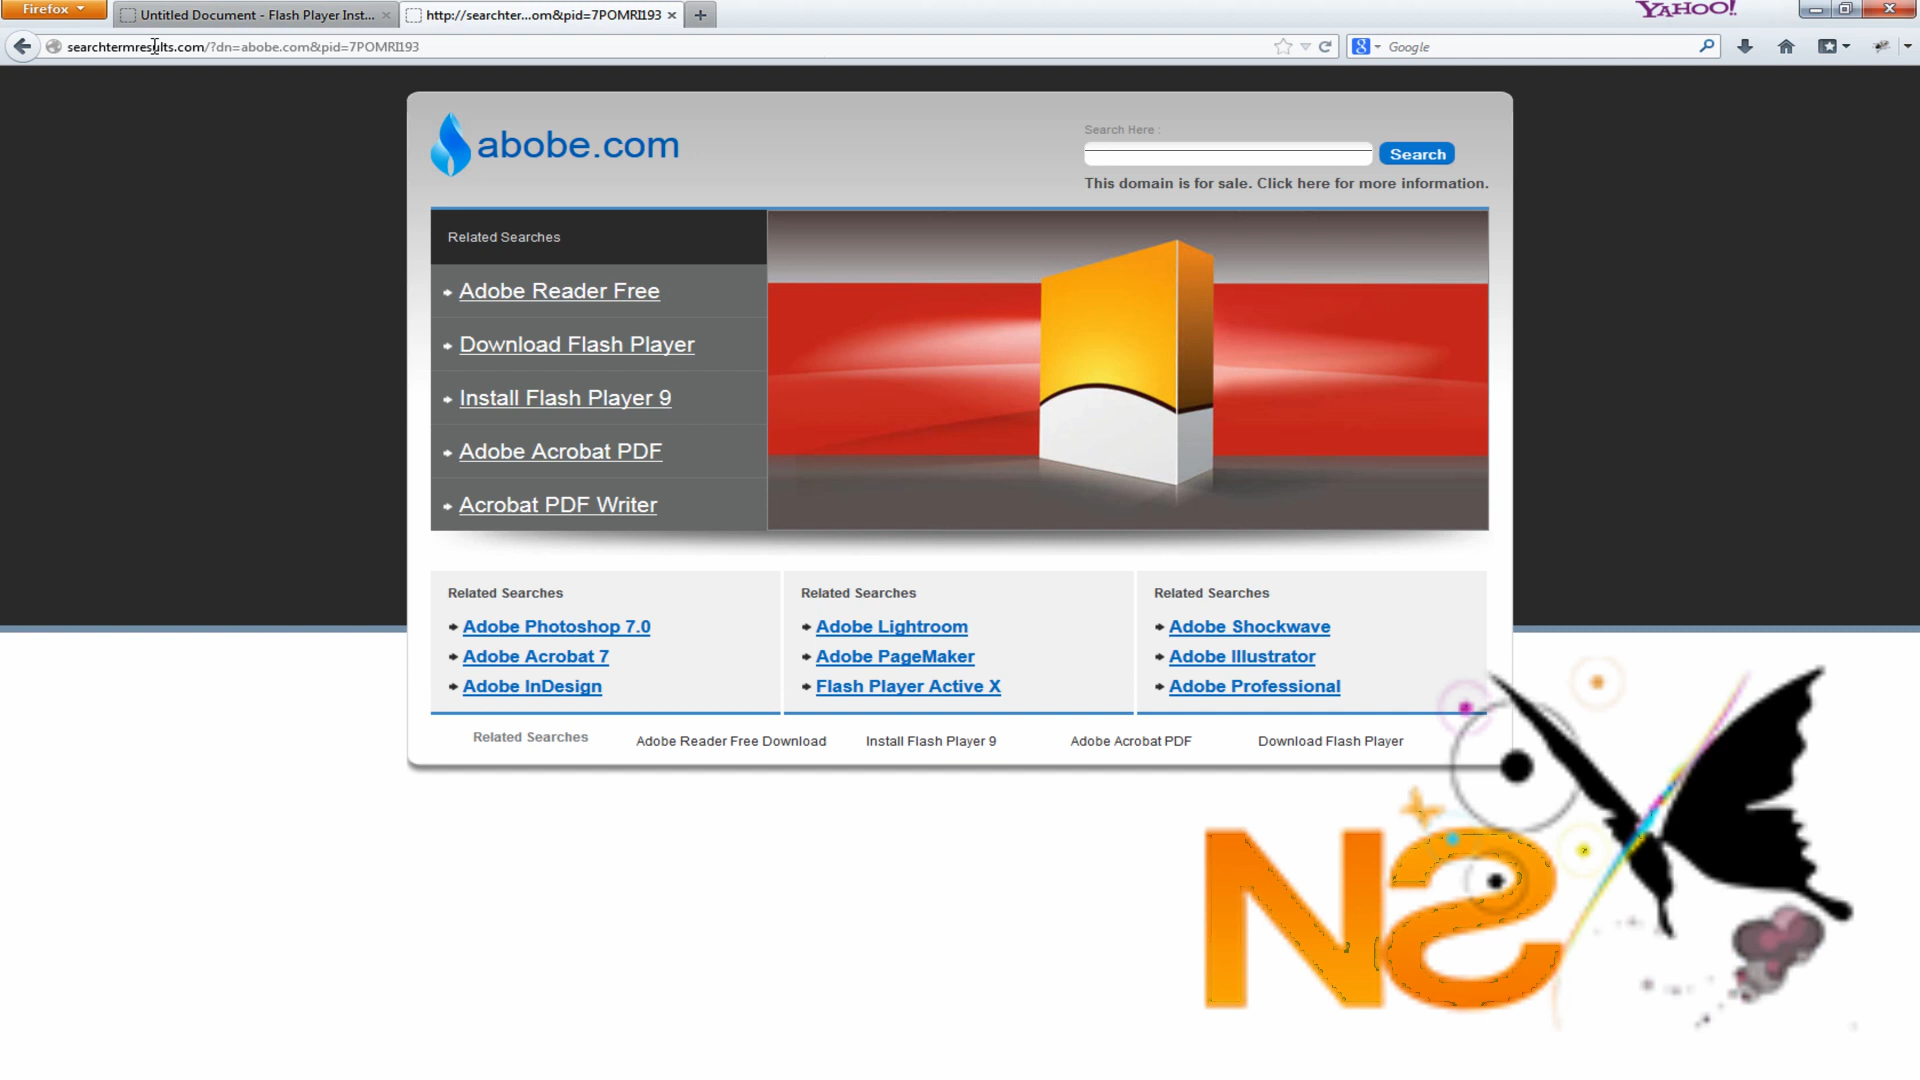 Firefox
Untitled Document - Flash Player Inst...
http://searchter...om&pid=7POMRI193
YAHOO!
searchtermresults.com/?dn=abobe.com&pid=7POMRI193
Google
abobe.com
Search Here :
Search
This domain is for sale. Click here for more information.
Related Searches
Adobe Reader Free
Download Flash Player
Install Flash Player 9
Adobe Acrobat PDF
Acrobat PDF Writer
Related Searches
Adobe Photoshop 7.0
Adobe Acrobat 7
Adobe InDesign
Related Searches
Adobe Lightroom
Adobe PageMaker
Flash Player Active X
Related Searches
Adobe Shockwave
Adobe Illustrator
Adobe Professional
Related Searches
Adobe Reader Free Download
Install Flash Player 9
Adobe Acrobat PDF
Download Flash Player
NS